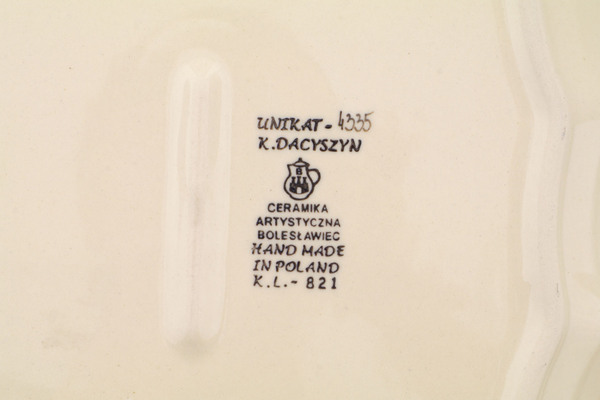 UNIKAT - 4335
K. DACYSZYN
B
CERAMIKA
ARTYSTYCZNA
BOLESŁAWIEC
HAND MADE
IN POLAND
K.L.- 821